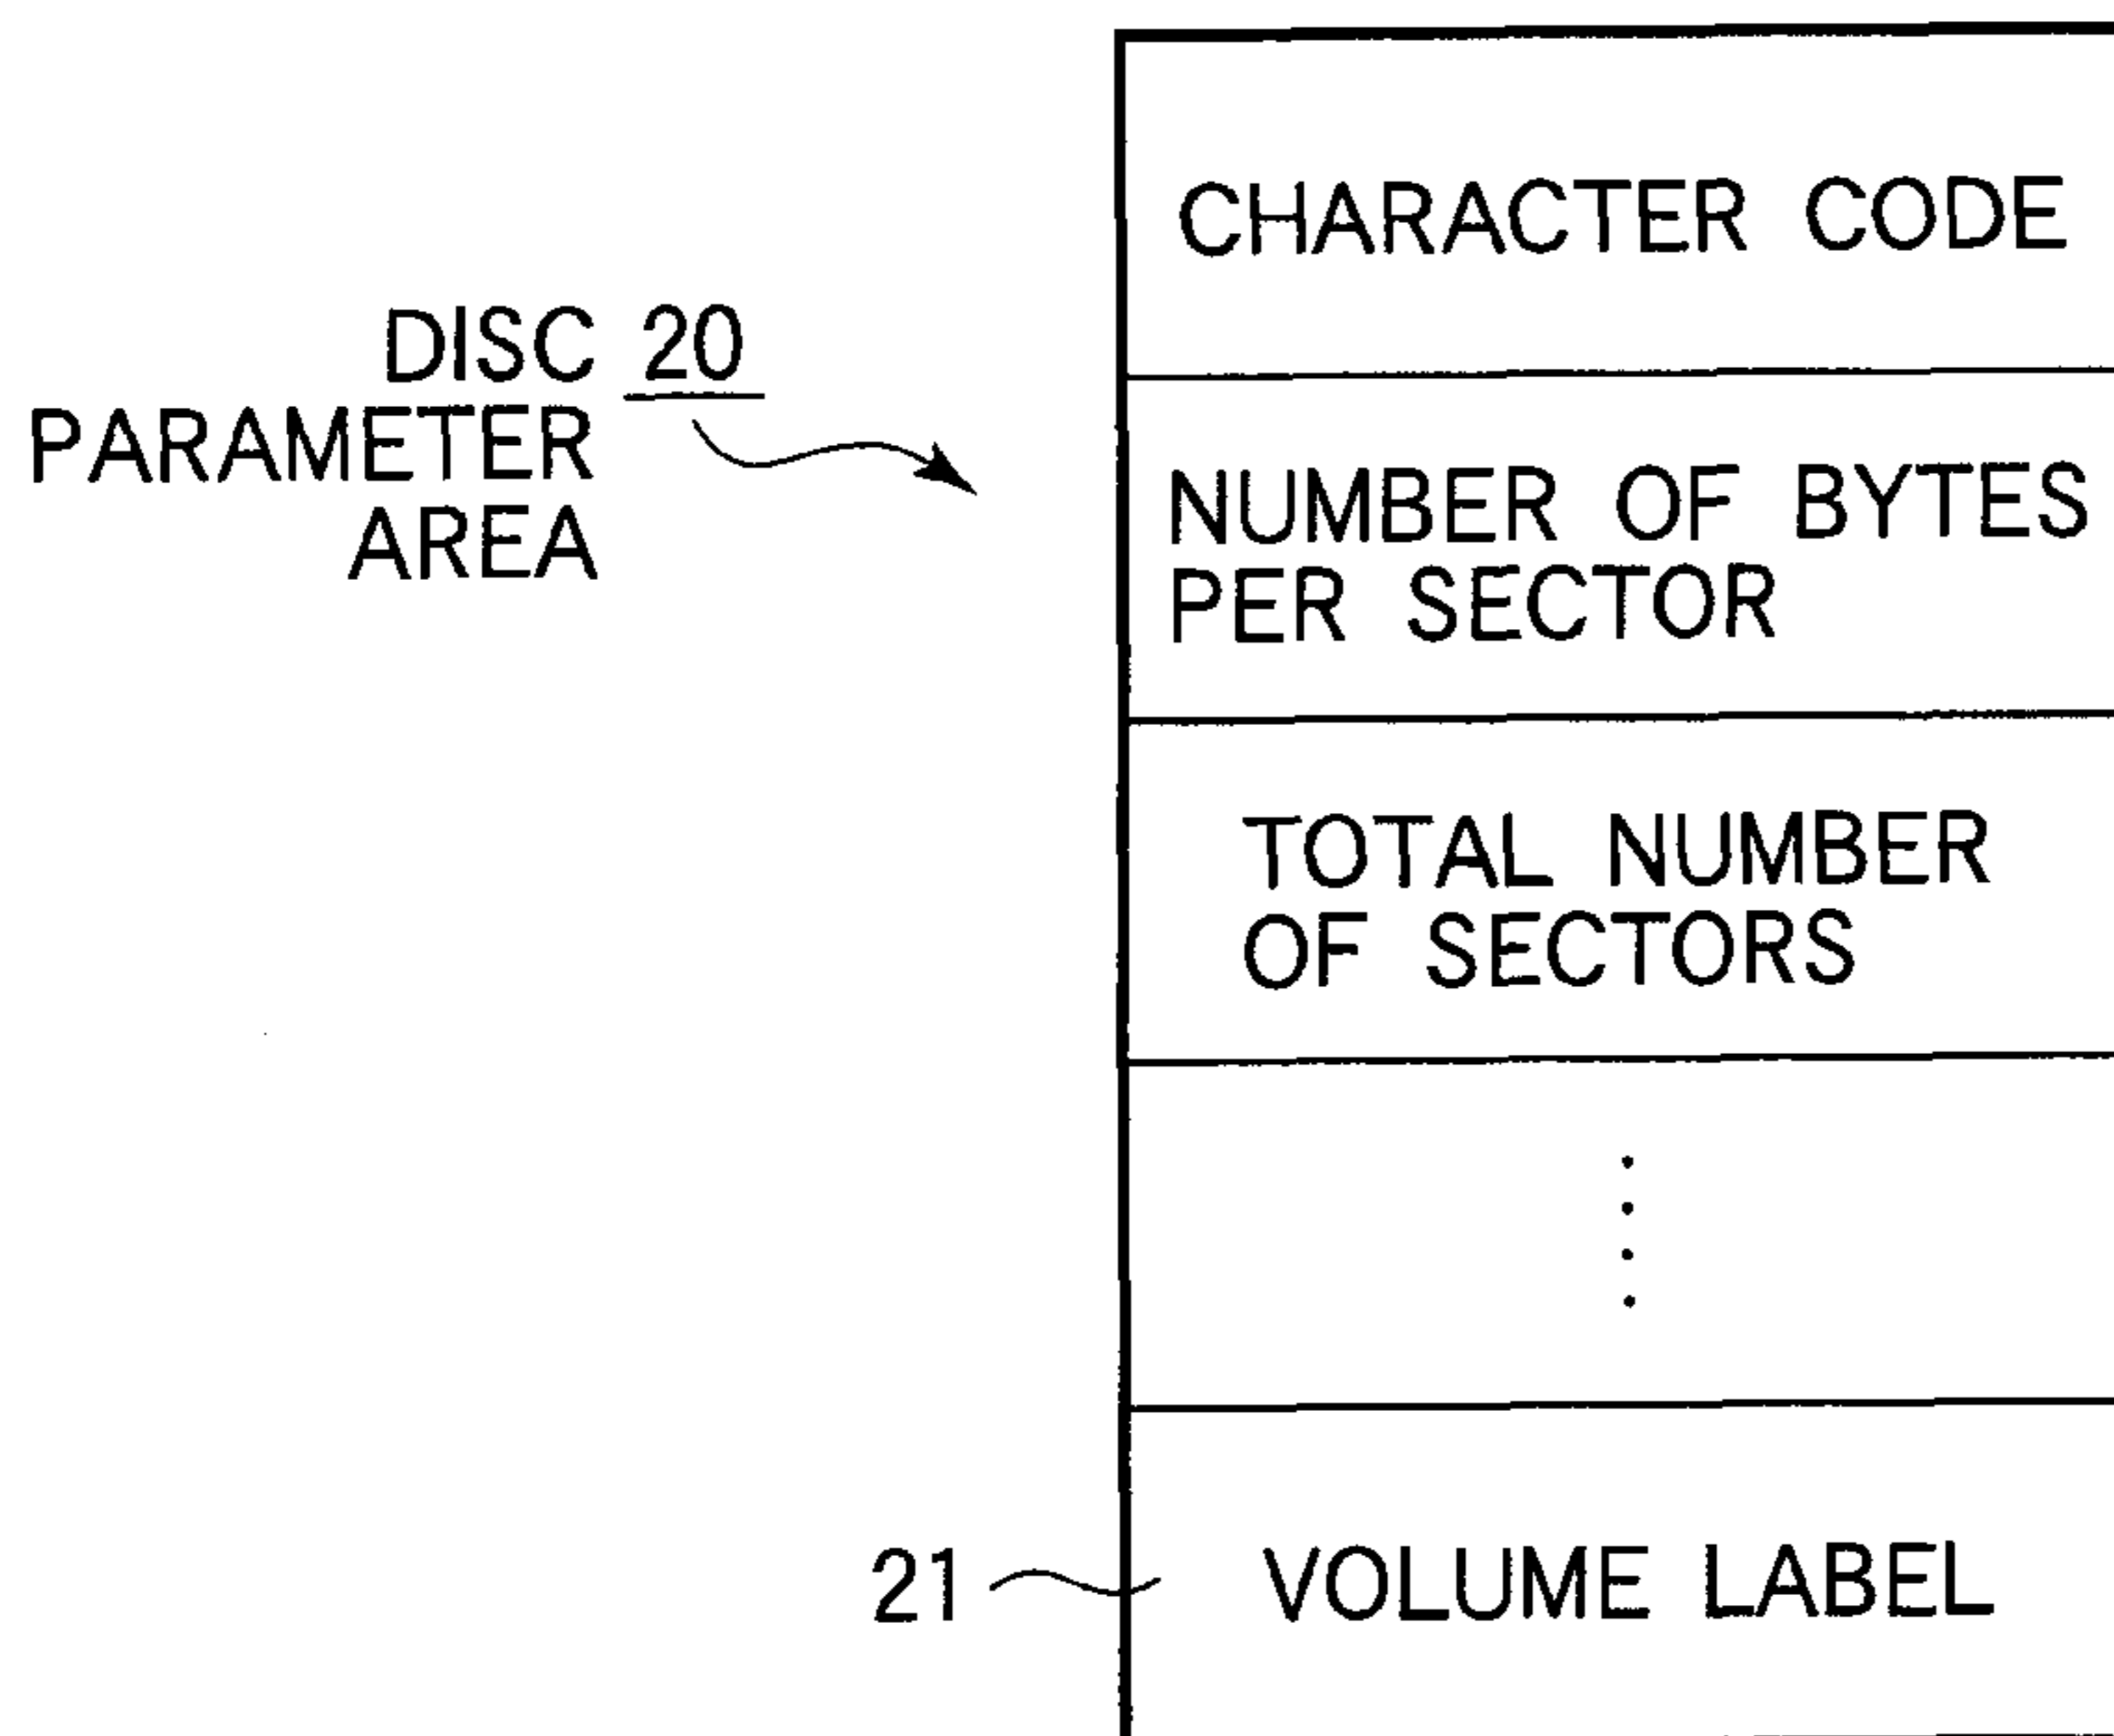 DISC 20
PARAMETER
AREA
CHARACTER CODE
NUMBER OF BYTES
PER SECTOR
TOTAL NUMBER
OF SECTORS
21
VOLUME LABEL